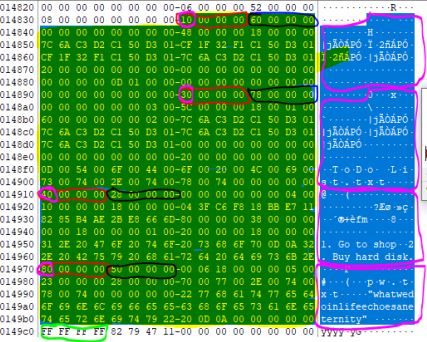 014820 00 00 00 00 00 00 00 00-06 00 00 00 52 00 00 00 R
014830 08 00 00 00 00 00 00 00-10 00 00 00 60 00 00 00
014840 00 00 00 00 00 00 00 00-48 00 00 00 18 00 00 00 H
014850 7C 6A C3 D2 C1 50 D3 01-CF 1F 32 F1 C1 50 D3 01 |jÃÒÁPÓ Ï 2ñÁPÓ
014860 CF 1F 32 F1 C1 50 D3 01-7C 6A C3 D2 C1 50 D3 01 2ñÁPÓ |jÃÒÁPÓ
014870 20 00 00 00 00 00 00 00-00 00 00 00 00 00 00 00
014880 00 00 00 00 0D 01 00 00-00 00 00 00 00 00 00 00
014890 00 00 00 00 00 00 00 00-30 00 00 00 78 00 00 00 0 x
0148a0 00 00 00 00 00 00 03 00-5C 00 00 00 18 00 \
0148b0 60 00 00 00 00 00 02 00-7C 6A C3 D2 C1 50 D3 01 |jÃÒÁPÓ
0148c0 7C 6A C3 D2 C1 50 D3 01-7C 6A C3 D2 C1 50 D3 01 |jÃÒÁPÓ |jÃÒÁPÓ
0148d0 7C 6A C3 D2 C1 50 D3 01-00 00 00 00 00 00 00 00 |jÃÒÁPÓ
0148e0 00 00 00 00 00 00 00 00-20 00 00 00 00 00 00 00
0148f0 00 54 00 6F 00 44 00-6F 00 00 4C 00 69 T·o·D·o· ·L·i
014900 73 00 74 00 2E 00 74 00-78 00 74 00 00 00 00 00 s·t·.·t·x·t
014910 40 00 00 00 28 00 00 00-00 00 00 00 00 00 04 00 @ (
014920 10 00 00 00 18 00 00 00-04 3F C6 F8 18 BB E7 11 ?Æø »ç
014930 82 85 B4 AE 2B E8 66 6D-80 00 00 00 38 00 00 00 ®+èfm 8
014940 00 00 18 00 00 00 01 00- 00 00 00 18 00 00 00
014950 31 2E 20 47 6F 20 74 6F-20 73 68 6F 70 0D 0A 32 1. Go to shop 2
014960 2E 20 42 75 79 20 68 61-72 64 20 64 69 73 6B 2E . Buy hard disk.
014970 80 00 00 00 50 00 00 00-00 06 18 00 00 00 05 00 P
014980 23 00 00 00 28 00 00 00-70 00 77 00 2E 00 74 00 # ( p·w·.·t·
014990 78 00 74 00 00 00 00 00-22 77 68 61 74 77 65 64 x·t "whatwed
0149a0 6F 69 6E 6C 69 66 65 65-63 68 6F 65 73 61 6E 65 oinlifeechoesane
0149b0 74 65 72 6E 69 74 79 22-20 0D 0A 00 00 00 00 00 ternity"
0149c0 FF FF FF FF 82 79 47 11-00 00 00 00 00 00 00 00 ÿÿÿÿ yG